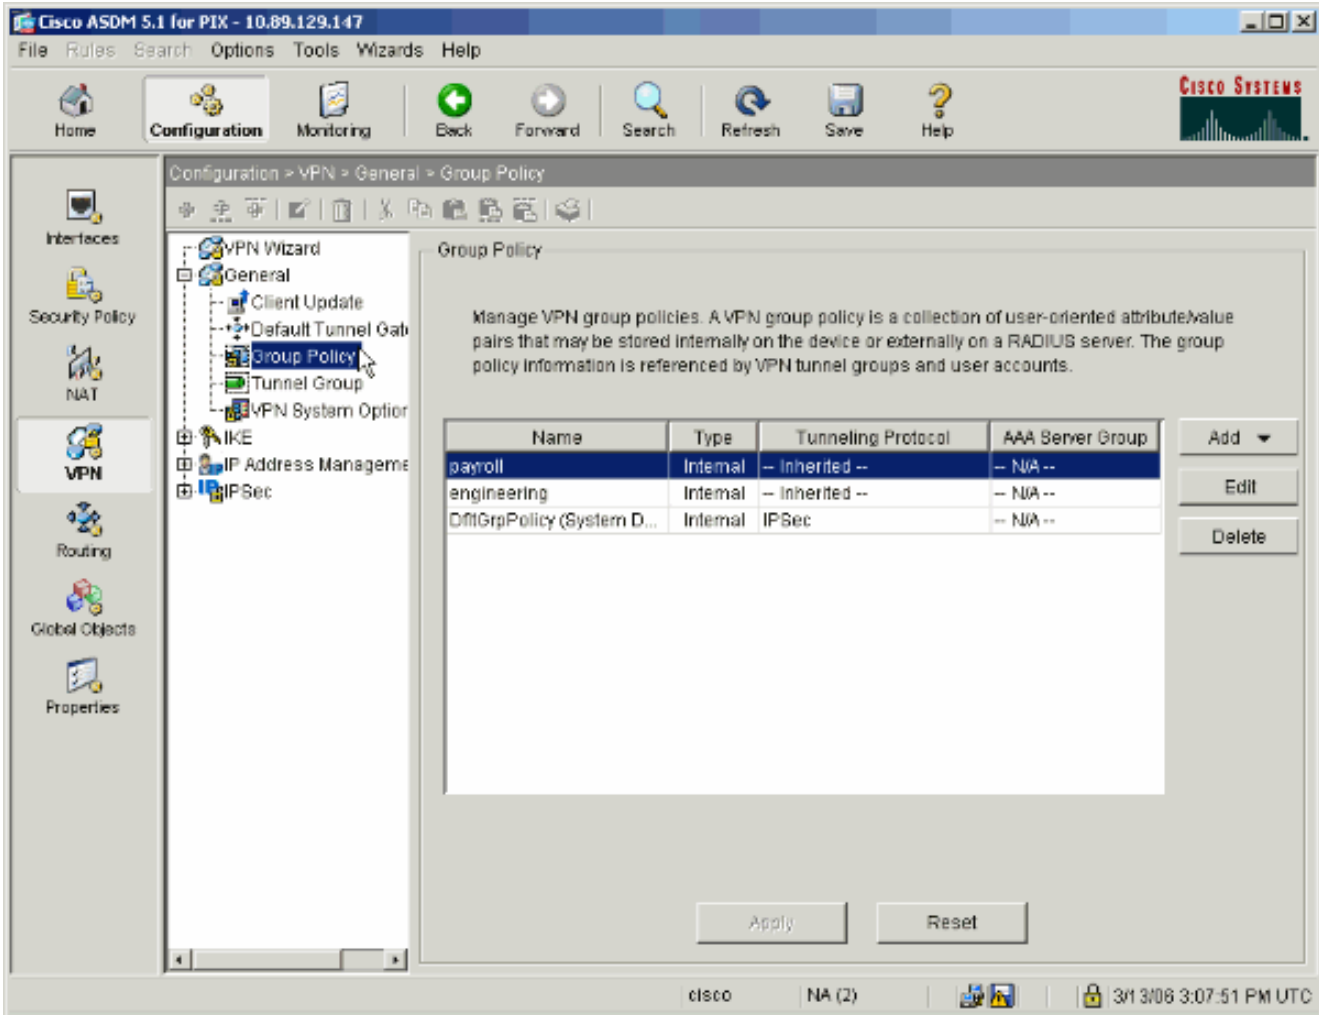 Cisco ASDM 5.1 for PIX - 10.89.129.147
File Rules Search Options Tools Wizards Help
Home Configuration Monitoring Back Forward Search Refresh Save Help
CISCO SYSTEMS
Configuration > VPN > General > Group Policy
Interfaces
Security Policy
NAT
VPN
Routing
Global Objects
Properties
VPN Wizard
General
Client Update
Default Tunnel Gat
Group Policy
Tunnel Group
VPN System Option
IKE
IP Address Manageme
IPSec
Group Policy
Manage VPN group policies. A VPN group policy is a collection of user-oriented attribute/value
pairs that may be stored internally on the device or externally on a RADIUS server. The group
policy information is referenced by VPN tunnel groups and user accounts.
Name Type Tunneling Protocol AAA Server Group
payroll Internal -- Inherited -- -- N/A --
engineering Internal -- Inherited -- -- N/A --
DfltGrpPolicy (System D... Internal IPSec -- N/A --
Add
Edit
Delete
Apply Reset
cisco NA (2) 3/13/06 3:07:51 PM UTC